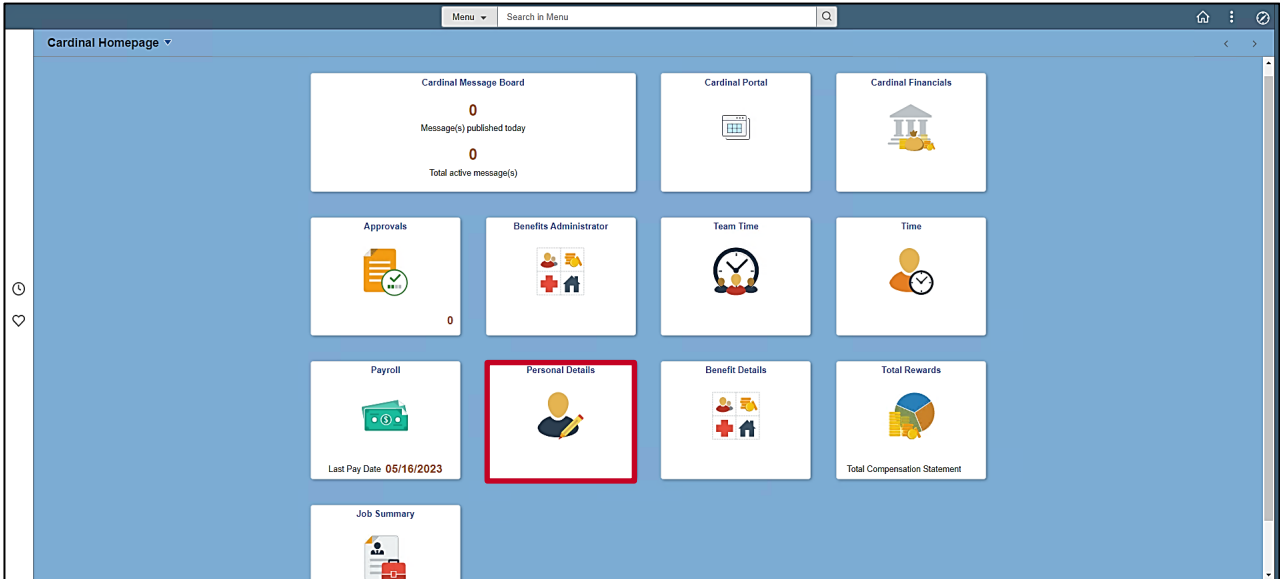 Menu
Search in Menu
Cardinal Homepage
Cardinal Message Board
0
Message(s) published today
0
Total active message(s)
Cardinal Portal
Cardinal Financials
Approvals
0
Benefits Administrator
Team Time
Time
Payroll
Last Pay Date 05/16/2023
Personal Details
Benefit Details
Total Rewards
Total Compensation Statement
Job Summary